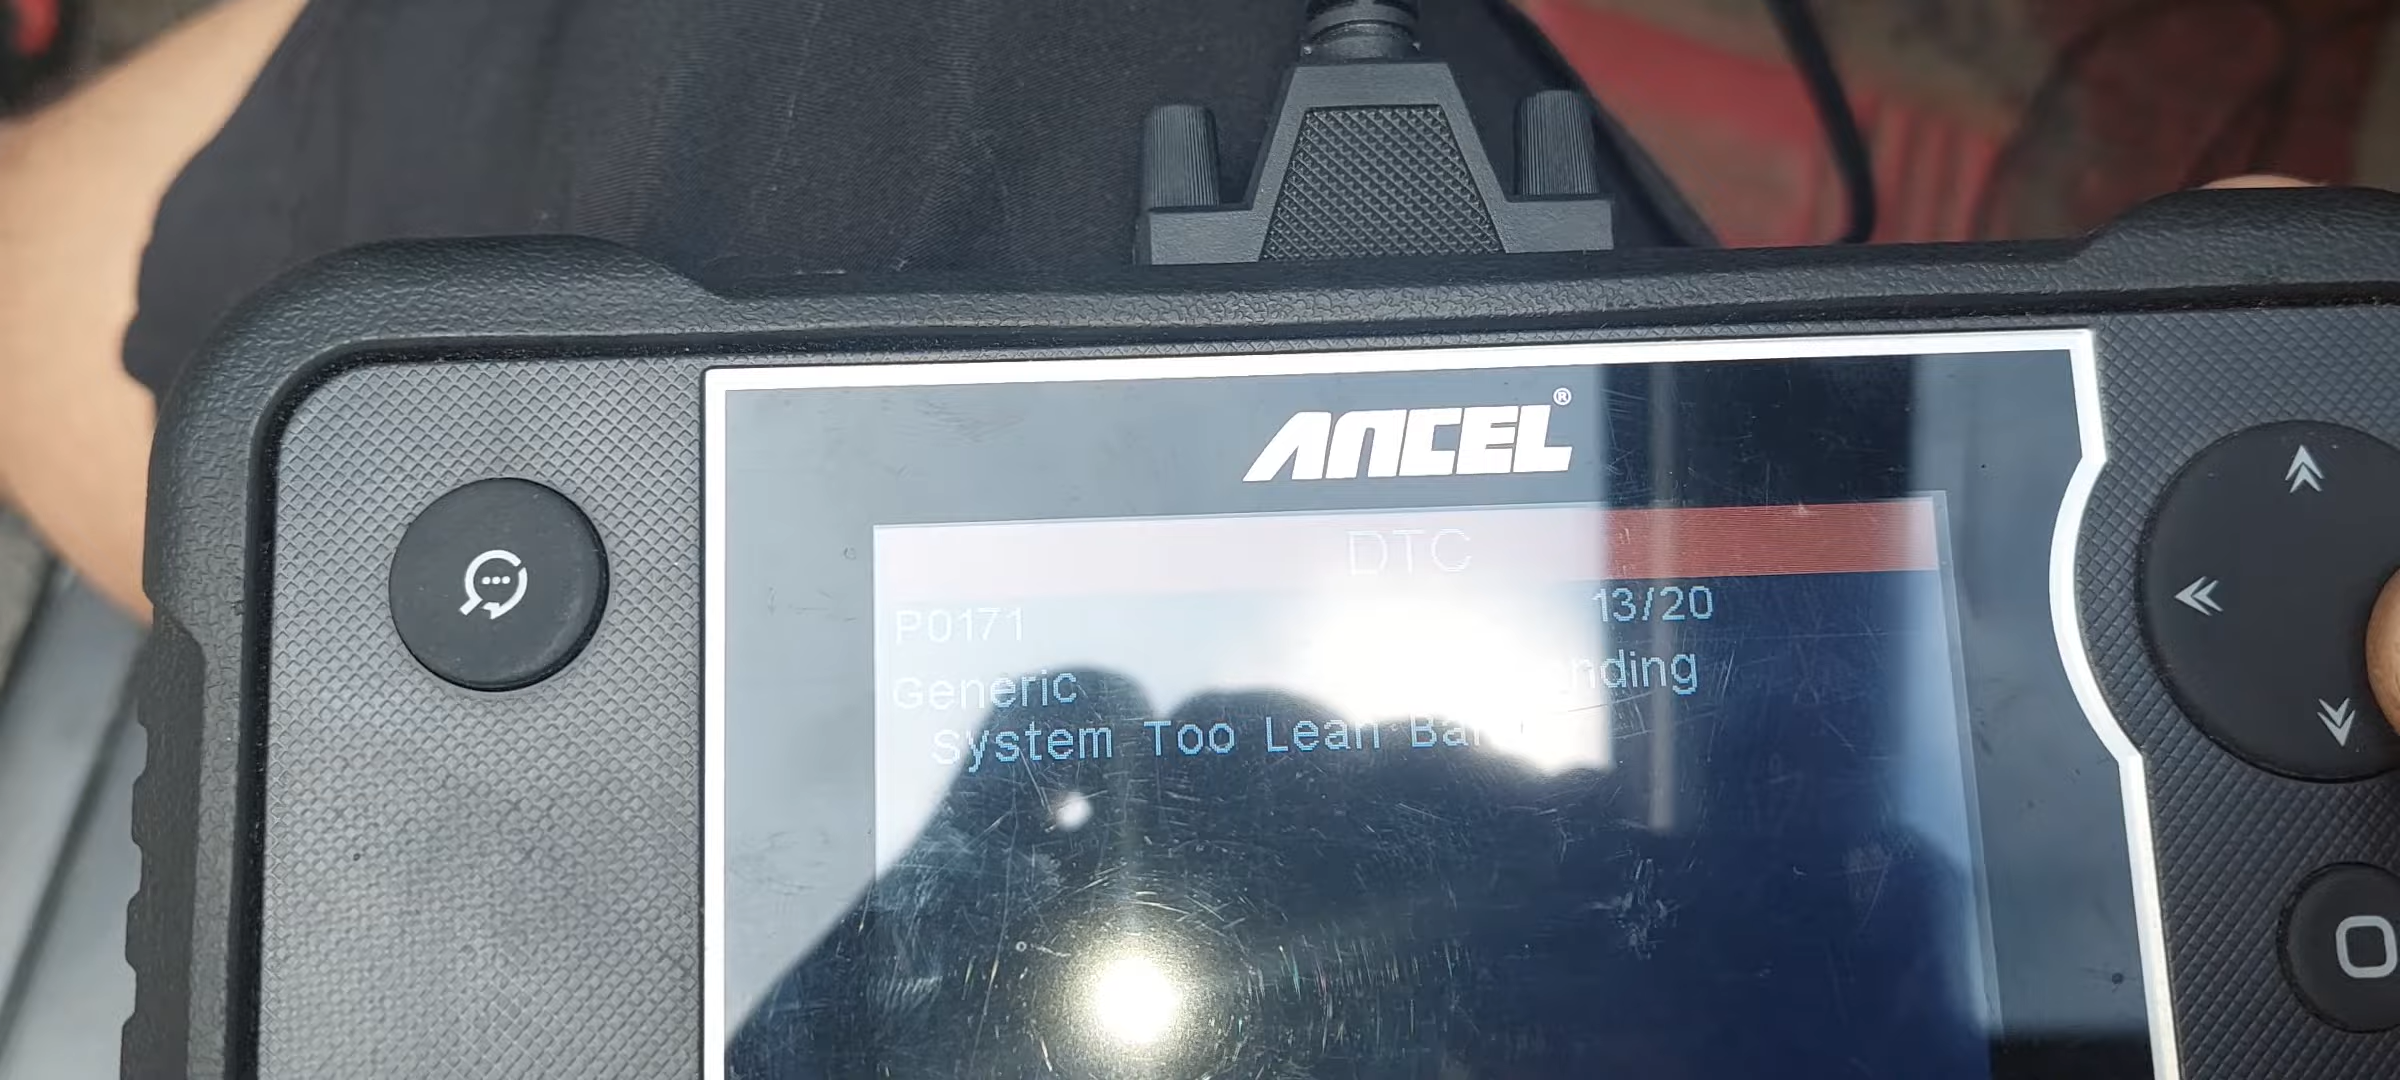 ANCEL®
DTC
P0171 13/20
Generic
System Too Lean